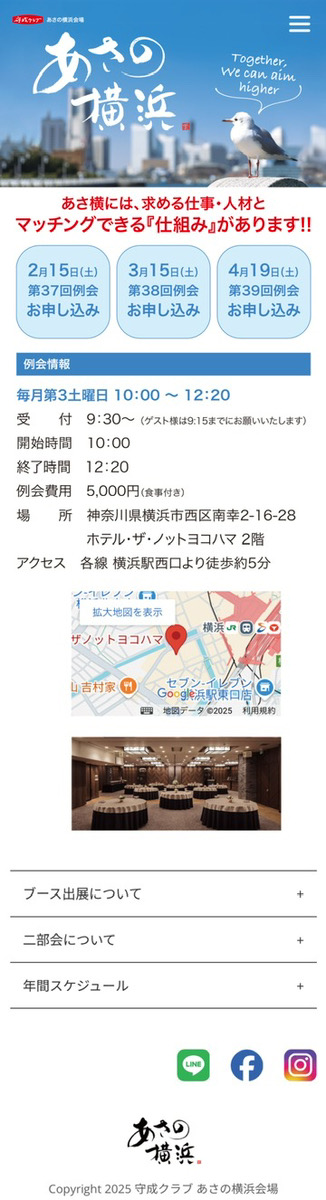 守成クラブ あさの横浜会場
あさの
横浜
Together,
We can aim
higher
あさ横には、求める仕事・人材と
マッチングできる『仕組み』があります!!
2月15日(土)
第37回例会
お申し込み
3月15日(土)
第38回例会
お申し込み
4月19日(土)
第39回例会
お申し込み
例会情報
毎月第3土曜日 10:00 〜 12:20
受　付 9:30〜（ゲスト様は9:15までにお願いいたします）
開始時間 10:00
終了時間 12:20
例会費用 5,000円(食事付き)
場　所 神奈川県横浜市西区南幸2-16-28
ホテル・ザ・ノットヨコハマ 2階
アクセス 各線 横浜駅西口より徒歩約5分
拡大地図を表示
横浜 JR
ザノットヨコハマ
山 吉村家
セブン-イレブン
Google 浜駅東口店
地図データ ©2025 利用規約
ブース出展について +
二部会について +
年間スケジュール +
LINE
あさの
横浜
Copyright 2025 守成クラブ あさの横浜会場